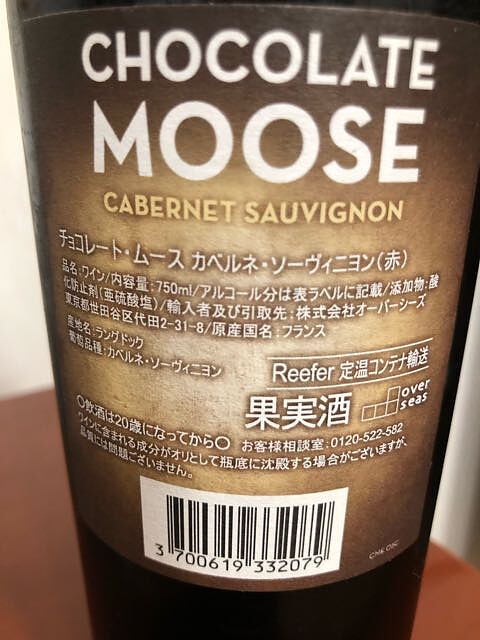 CHOCOLATE
MOOSE
CABERNET SAUVIGNON
チョコレート・ムース カベルネ・ソーヴィニヨン(赤)
品名:ワイン/内容量:750ml/アルコール分は表ラベルに記載/添加物:酸
化防止剤(亜硫酸塩)/輸入者及び引取先:株式会社オーバーシーズ
東京都世田谷区代田2-31-8/原産国名:フランス
産地名:ラングドック
葡萄品種:カベルネ・ソーヴィニヨン
Reefer 定温コンテナ輸送
果実酒
over
seas
〇飲酒は20歳になってから〇 お客様相談室:0120-522-582
ワインに含まれる成分がオリとして瓶底に沈殿する場合がございますが、
品質には問題ございません。
3 700619 332079